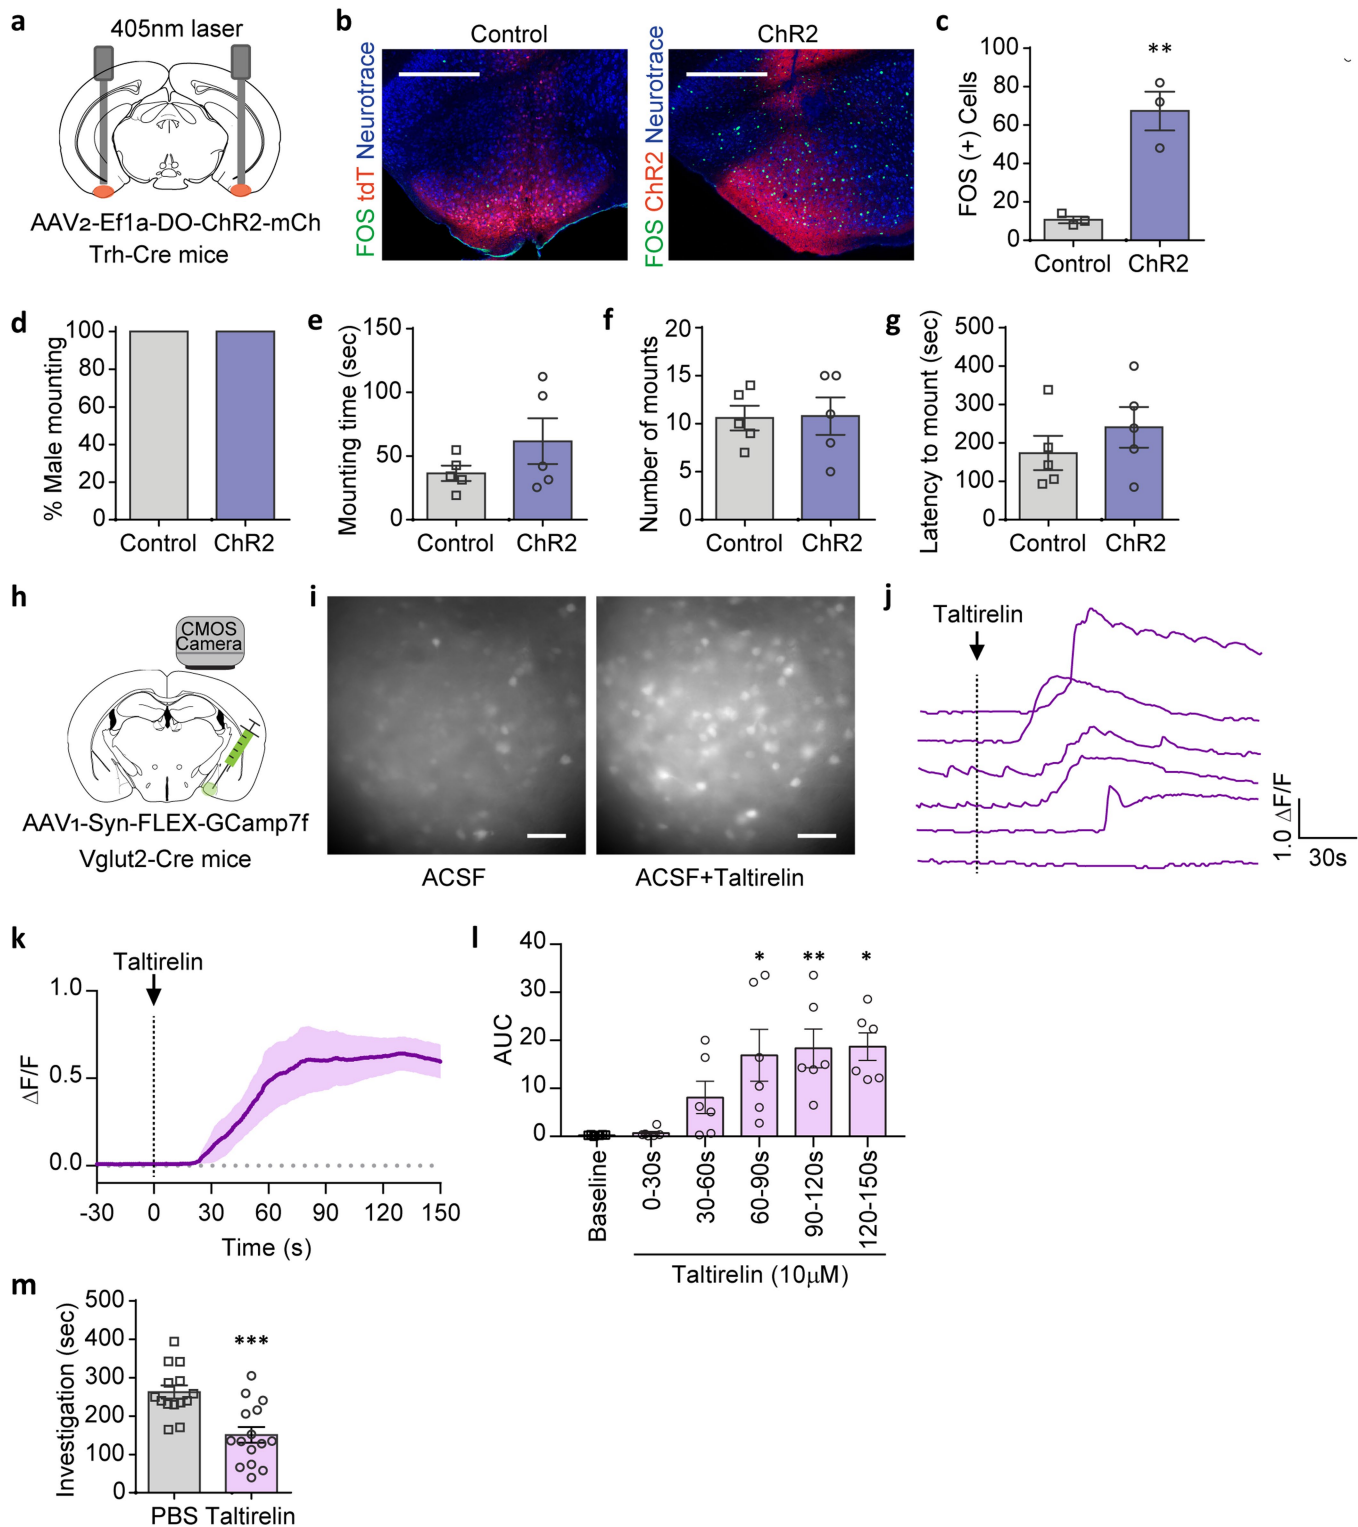 a
405nm laser
AAV2-Ef1a-DO-ChR2-mCh
Trh-Cre mice
b
Control
ChR2
FOS tdT Neurotrace
FOS ChR2 Neurotrace
c
FOS (+) Cells
100
80
60
40
20
0
**
Control
ChR2
d
% Male mounting
100
80
60
40
20
0
Control
ChR2
e
Mounting time (sec)
150
100
50
0
Control
ChR2
f
Number of mounts
20
15
10
5
0
Control
ChR2
g
Latency to mount (sec)
500
400
300
200
100
0
Control
ChR2
h
CMOS
Camera
AAV1-Syn-FLEX-GCamp7f
Vglut2-Cre mice
i
ACSF
ACSF+Taltirelin
j
Taltirelin
1.0 ΔF/F
30s
k
Taltirelin
ΔF/F
1.0
0.5
0.0
-30
0
30
60
90
120
150
Time (s)
l
AUC
40
30
20
10
0
*
**
*
Baseline
0-30s
30-60s
60-90s
90-120s
120-150s
Taltirelin (10μM)
m
Investigation (sec)
500
400
300
200
100
0
***
PBS
Taltirelin